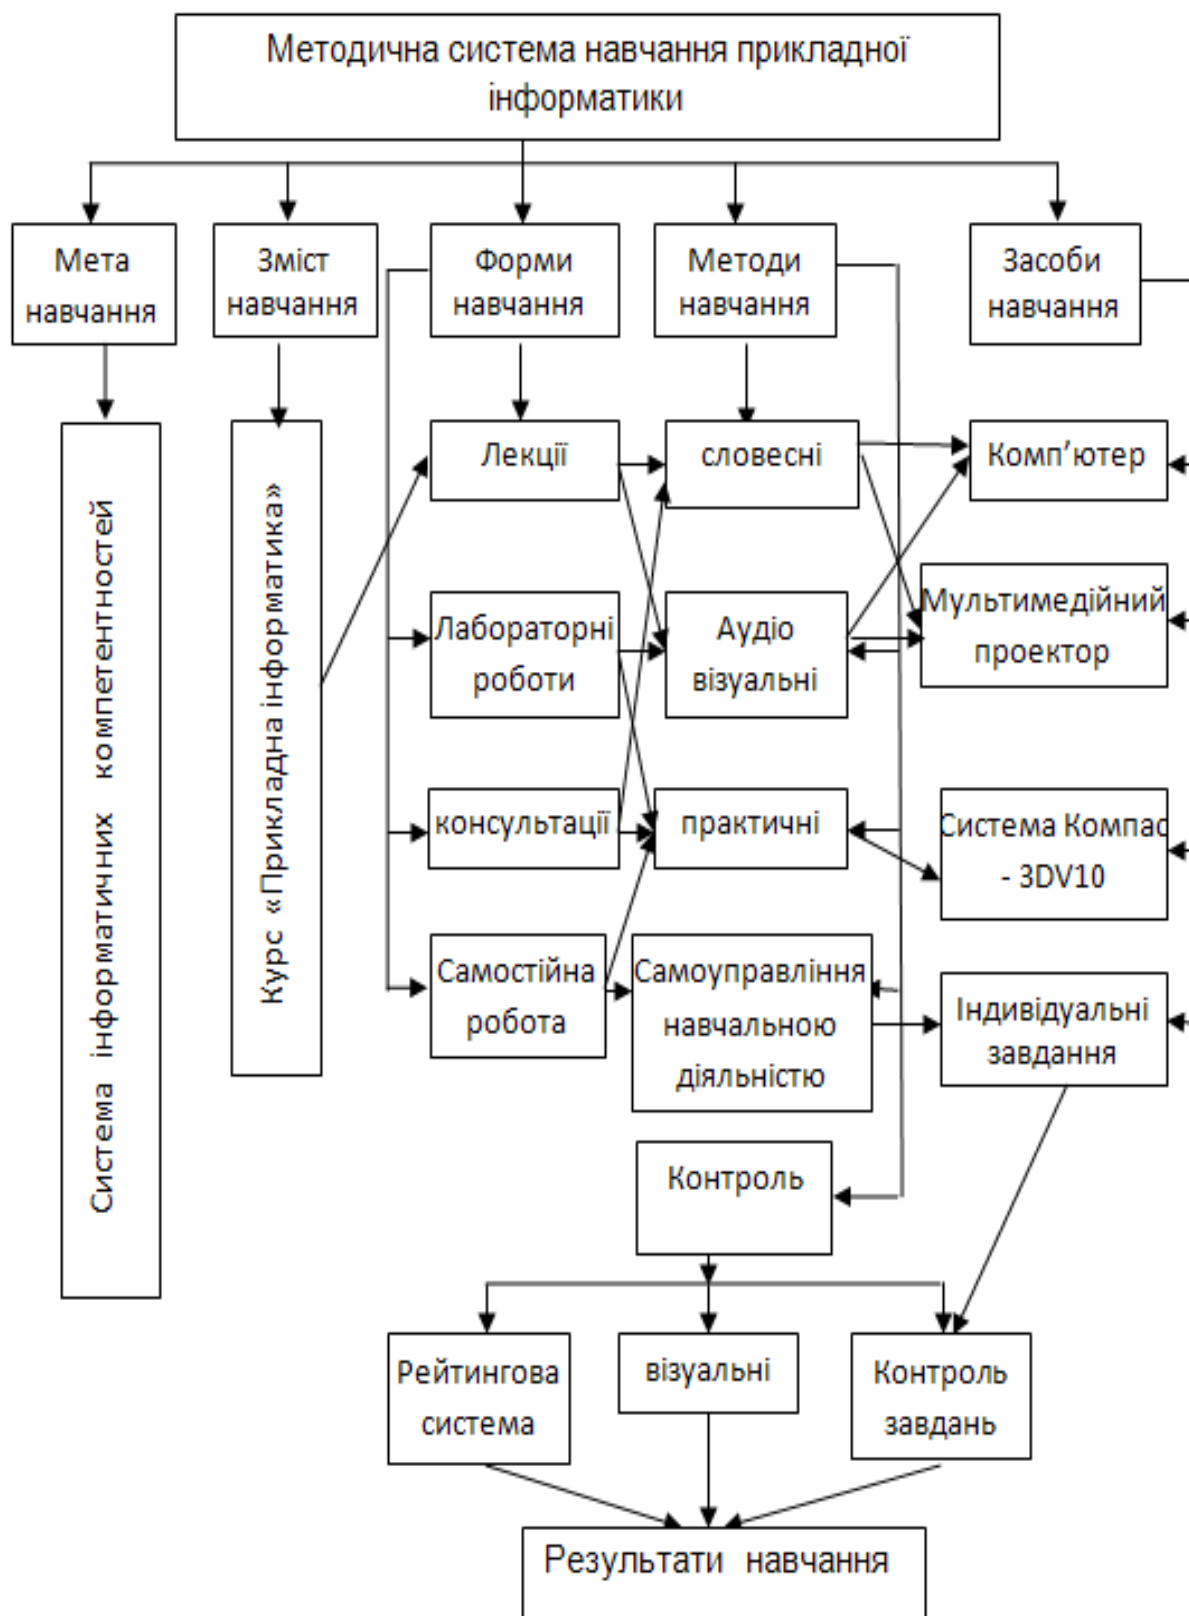 Методична система навчання прикладної
інформатики
Мета
навчання
Зміст
навчання
Форми
навчання
Методи
навчання
Засоби
навчання
Система інформатичних компетентностей
Курс «Прикладна інформатика»
Лекції
словесні
Комп’ютер
Лабораторні
роботи
Аудіо
візуальні
Мультимедійний
проектор
консультації
практичні
Система Компас
- 3DV10
Самостійна
робота
Самоуправління
навчальною
діяльністю
Індивідуальні
завдання
Контроль
Рейтингова
система
візуальні
Контроль
завдань
Результати навчання